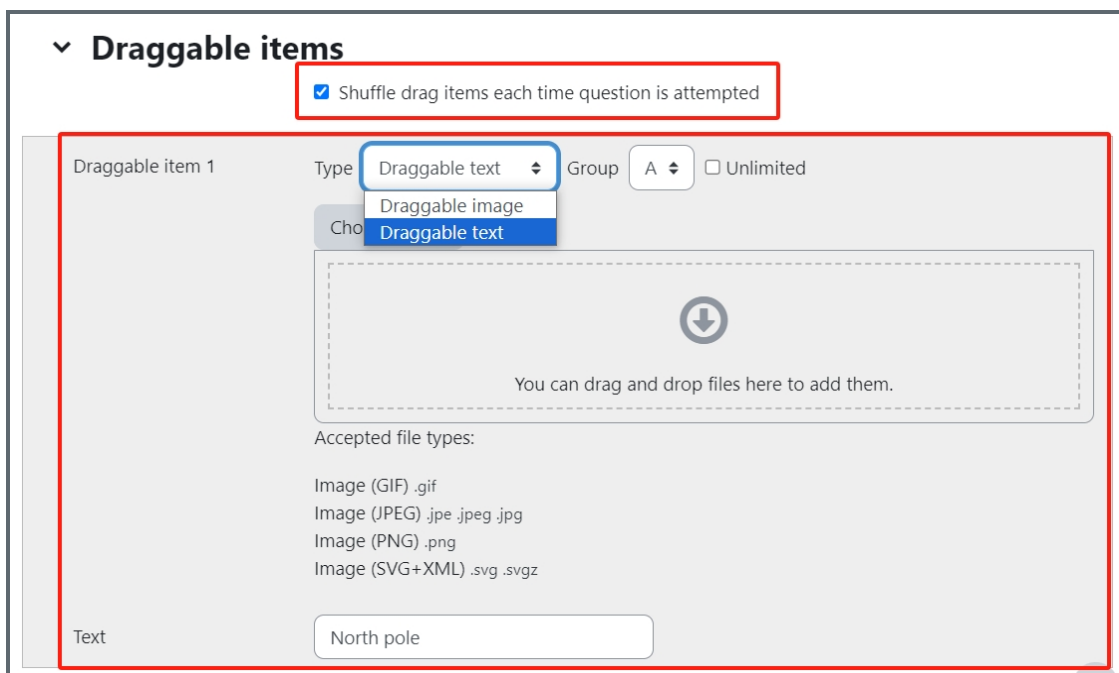 Draggable items
Shuffle drag items each time question is attempted
Draggable item 1 Type Draggable text Group A Unlimited
Draggable image
Cho Draggable text
You can drag and drop files here to add them.
Accepted file types:
Image (GIF) .gif
Image (JPEG) .jpe .jpeg .jpg
Image (PNG) .png
Image (SVG+XML) .svg .svgz
Text North pole